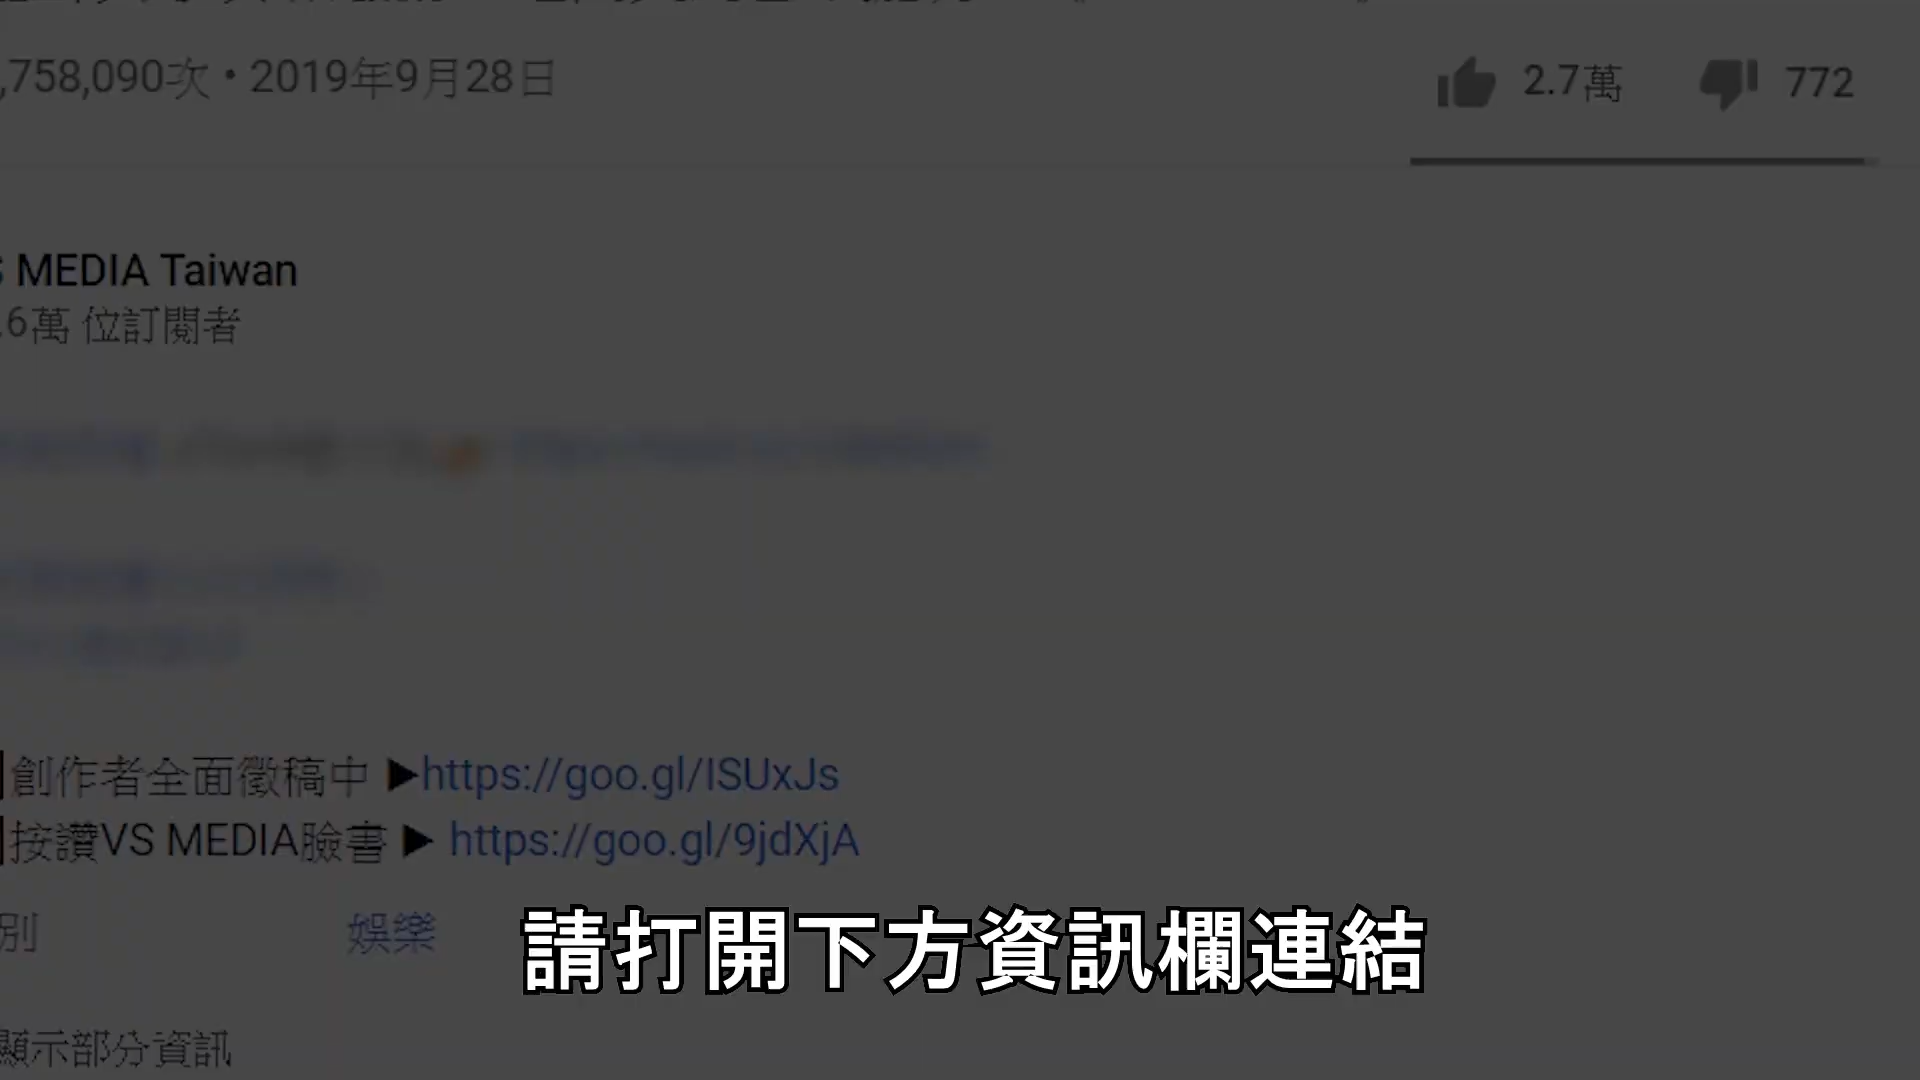 ,758,090次 • 2019年9月28日
2.7萬 772
MEDIA Taiwan
.6萬 位訂閱者
創作者全面徵稿中 ▶https://goo.gl/ISUxJs
按讚VS MEDIA臉書 ▶ https://goo.gl/9jdXjA
別 娛樂
請打開下方資訊欄連結
顯示部分資訊